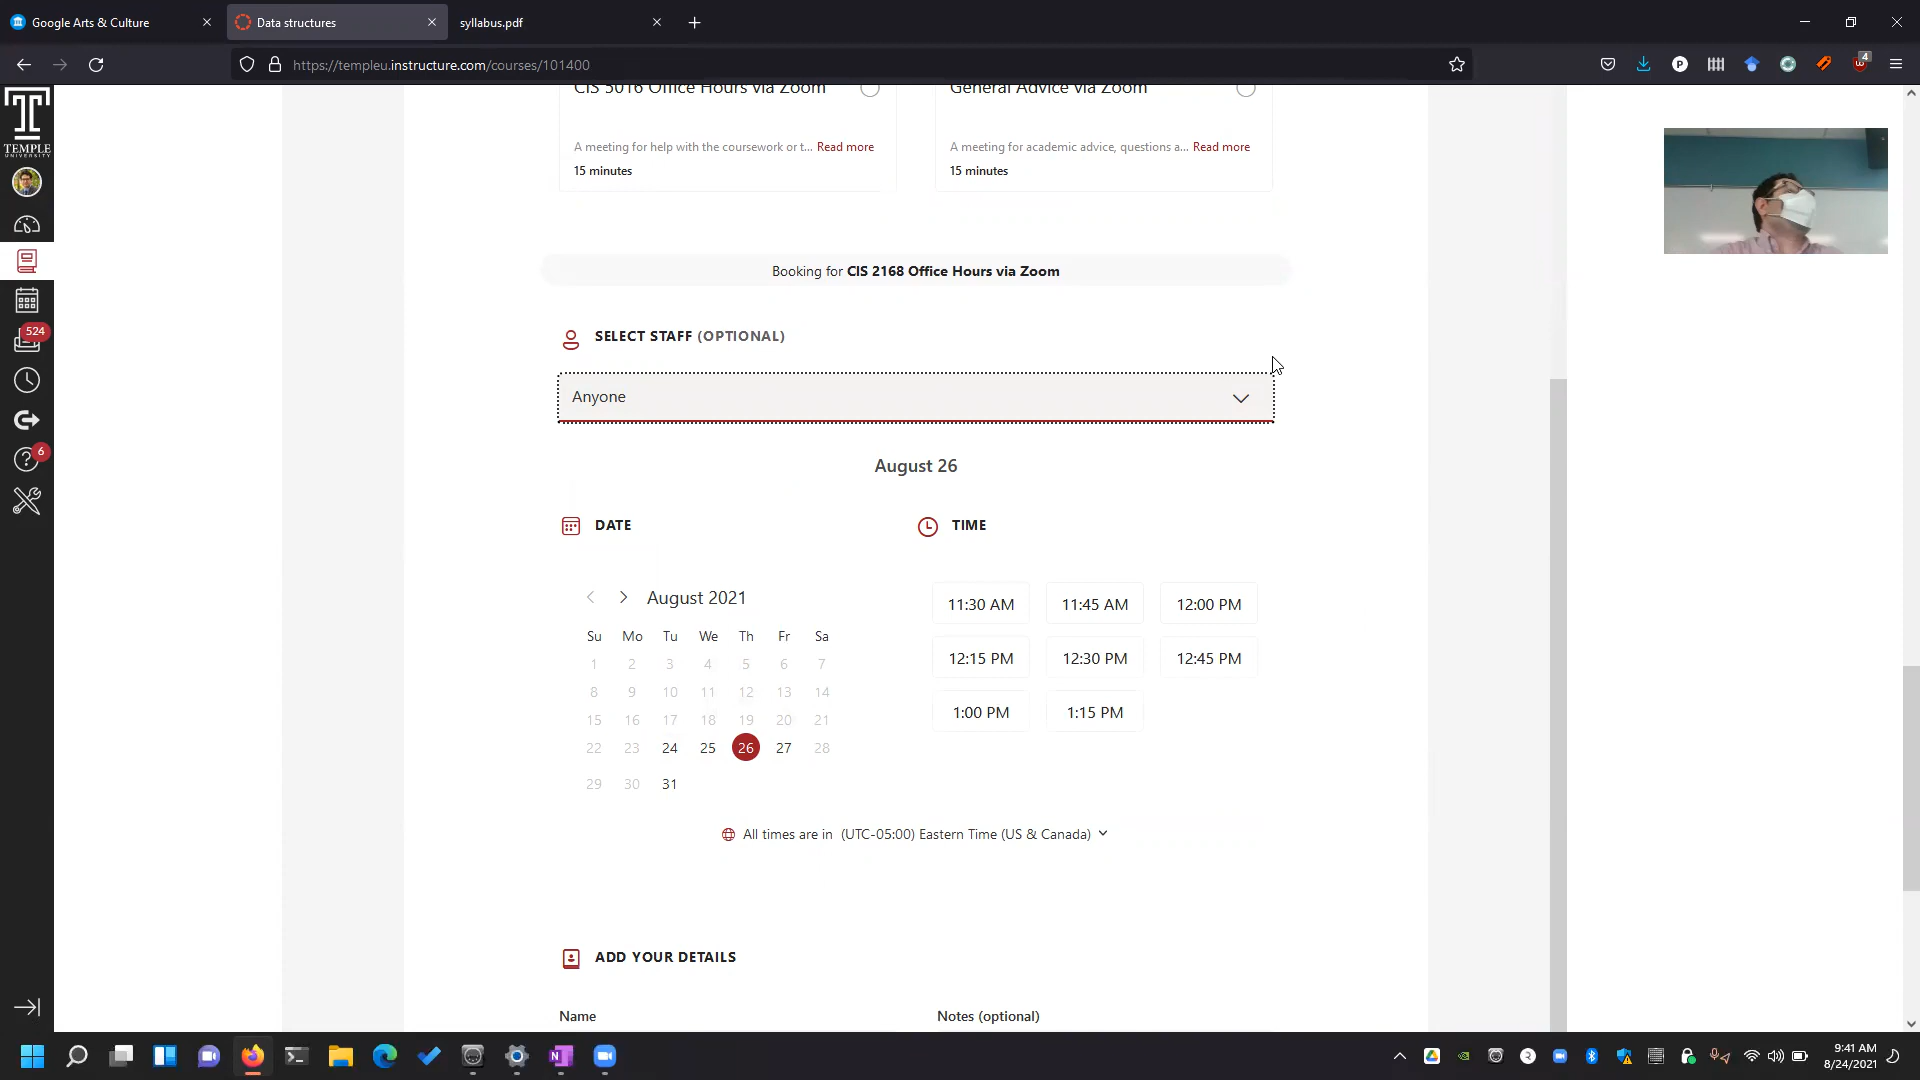 Google Arts & Culture
Data structures
syllabus.pdf
https://templeu.instructure.com/courses/101400
4
TEMPLE
UNIVERSITY
524
6
CIS 5016 Office Hours via Zoom
General Advice via Zoom
A meeting for help with the coursework or t... Read more
A meeting for academic advice, questions a... Read more
15 minutes
15 minutes
Booking for CIS 2168 Office Hours via Zoom
SELECT STAFF (OPTIONAL)
Anyone
August 26
DATE
TIME
August 2021
Su Mo Tu We Th Fr Sa
1 2 3 4 5 6 7
8 9 10 11 12 13 14
15 16 17 18 19 20 21
22 23 24 25 26 27 28
29 30 31
11:30 AM 11:45 AM 12:00 PM
12:15 PM 12:30 PM 12:45 PM
1:00 PM 1:15 PM
All times are in (UTC-05:00) Eastern Time (US & Canada)
ADD YOUR DETAILS
Name
Notes (optional)
9:41 AM
8/24/2021